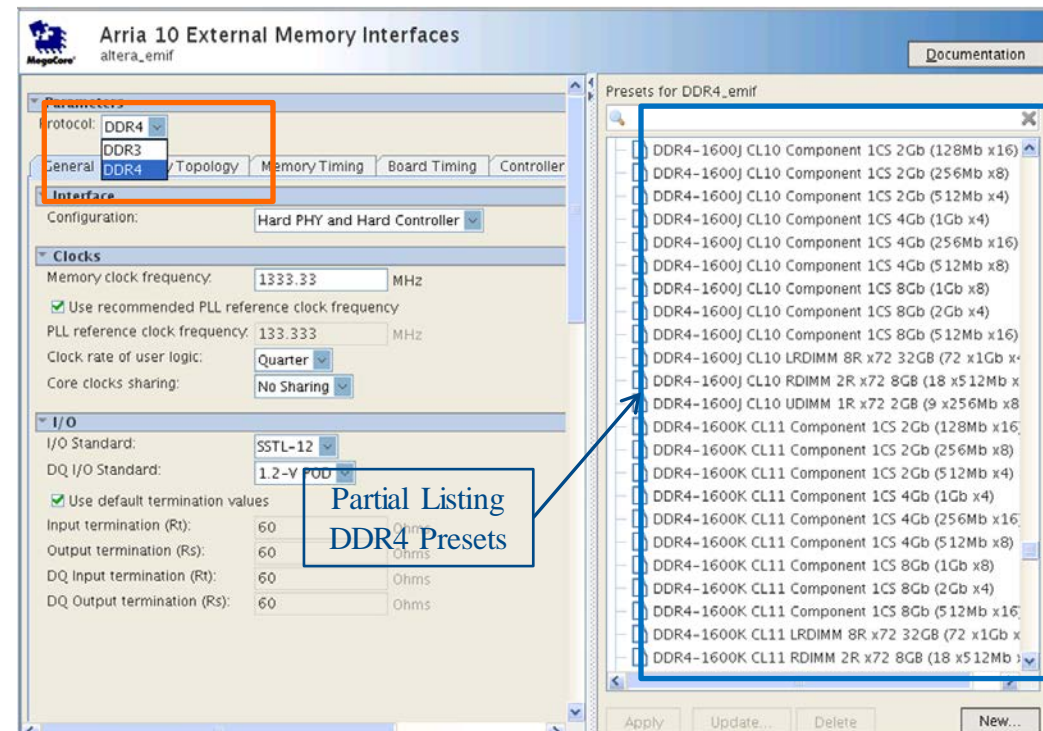 Arria 10 External Memory Interfaces
altera_emif
MegaCore'
Documentation
Parameters
Protocol: DDR4
DDR3
DDR4
General
Topology
Memory Timing
Board Timing
Controller
Interface
Configuration: Hard PHY and Hard Controller
Clocks
Memory clock frequency: 1333.33 MHz
Use recommended PLL reference clock frequency
PLL reference clock frequency: 133.333 MHz
Clock rate of user logic: Quarter
Core clocks sharing: No Sharing
I/O
I/O Standard: SSTL-12
DQ I/O Standard: 1.2-V POD
Use default termination values
Input termination (Rt): 60 Ohms
Output termination (Rs): 60 Ohms
DQ Input termination (Rt): 60 Ohms
DQ Output termination (Rs): 60 Ohms
Partial Listing
DDR4 Presets
Presets for DDR4_emif
DDR4-1600J CL10 Component 1CS 2Gb (128Mb x16)
DDR4-1600J CL10 Component 1CS 2Gb (256Mb x8)
DDR4-1600J CL10 Component 1CS 2Gb (512Mb x4)
DDR4-1600J CL10 Component 1CS 4Gb (1Gb x4)
DDR4-1600J CL10 Component 1CS 4Gb (256Mb x16)
DDR4-1600J CL10 Component 1CS 4Gb (512Mb x8)
DDR4-1600J CL10 Component 1CS 8Gb (1Gb x8)
DDR4-1600J CL10 Component 1CS 8Gb (2Gb x4)
DDR4-1600J CL10 Component 1CS 8Gb (512Mb x16)
DDR4-1600J CL10 LRDIMM 8R x72 32GB (72 x1Gb x
DDR4-1600J CL10 RDIMM 2R x72 8GB (18 x512Mb x
DDR4-1600J CL10 UDIMM 1R x72 2GB (9 x256Mb x8
DDR4-1600K CL11 Component 1CS 2Gb (128Mb x16
DDR4-1600K CL11 Component 1CS 2Gb (256Mb x8)
DDR4-1600K CL11 Component 1CS 2Gb (512Mb x4)
DDR4-1600K CL11 Component 1CS 4Gb (1Gb x4)
DDR4-1600K CL11 Component 1CS 4Gb (256Mb x16
DDR4-1600K CL11 Component 1CS 4Gb (512Mb x8)
DDR4-1600K CL11 Component 1CS 8Gb (1Gb x8)
DDR4-1600K CL11 Component 1CS 8Gb (2Gb x4)
DDR4-1600K CL11 Component 1CS 8Gb (512Mb x16
DDR4-1600K CL11 LRDIMM 8R x72 32GB (72 x1Gb x
DDR4-1600K CL11 RDIMM 2R x72 8GB (18 x512Mb
Apply
Update...
Delete
New...